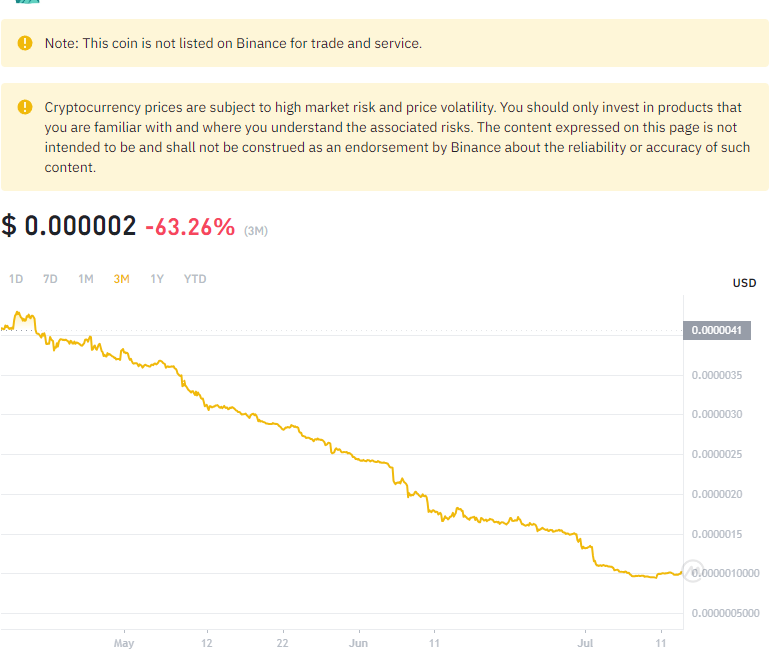 Note: This coin is not listed on Binance for trade and service.
Cryptocurrency prices are subject to high market risk and price volatility. You should only invest in products that
you are familiar with and where you understand the associated risks. The content expressed on this page is not
intended to be and shall not be construed as an endorsement by Binance about the reliability or accuracy of such
content.
$ 0.000002 -63.26% (3M)
1D 7D 1M 3M 1Y YTD
USD
0.0000041
0.0000035
0.0000030
0.0000025
0.0000020
0.0000015
0.0000010000
0.0000005000
May 12 22 Jun 11 Jul 11